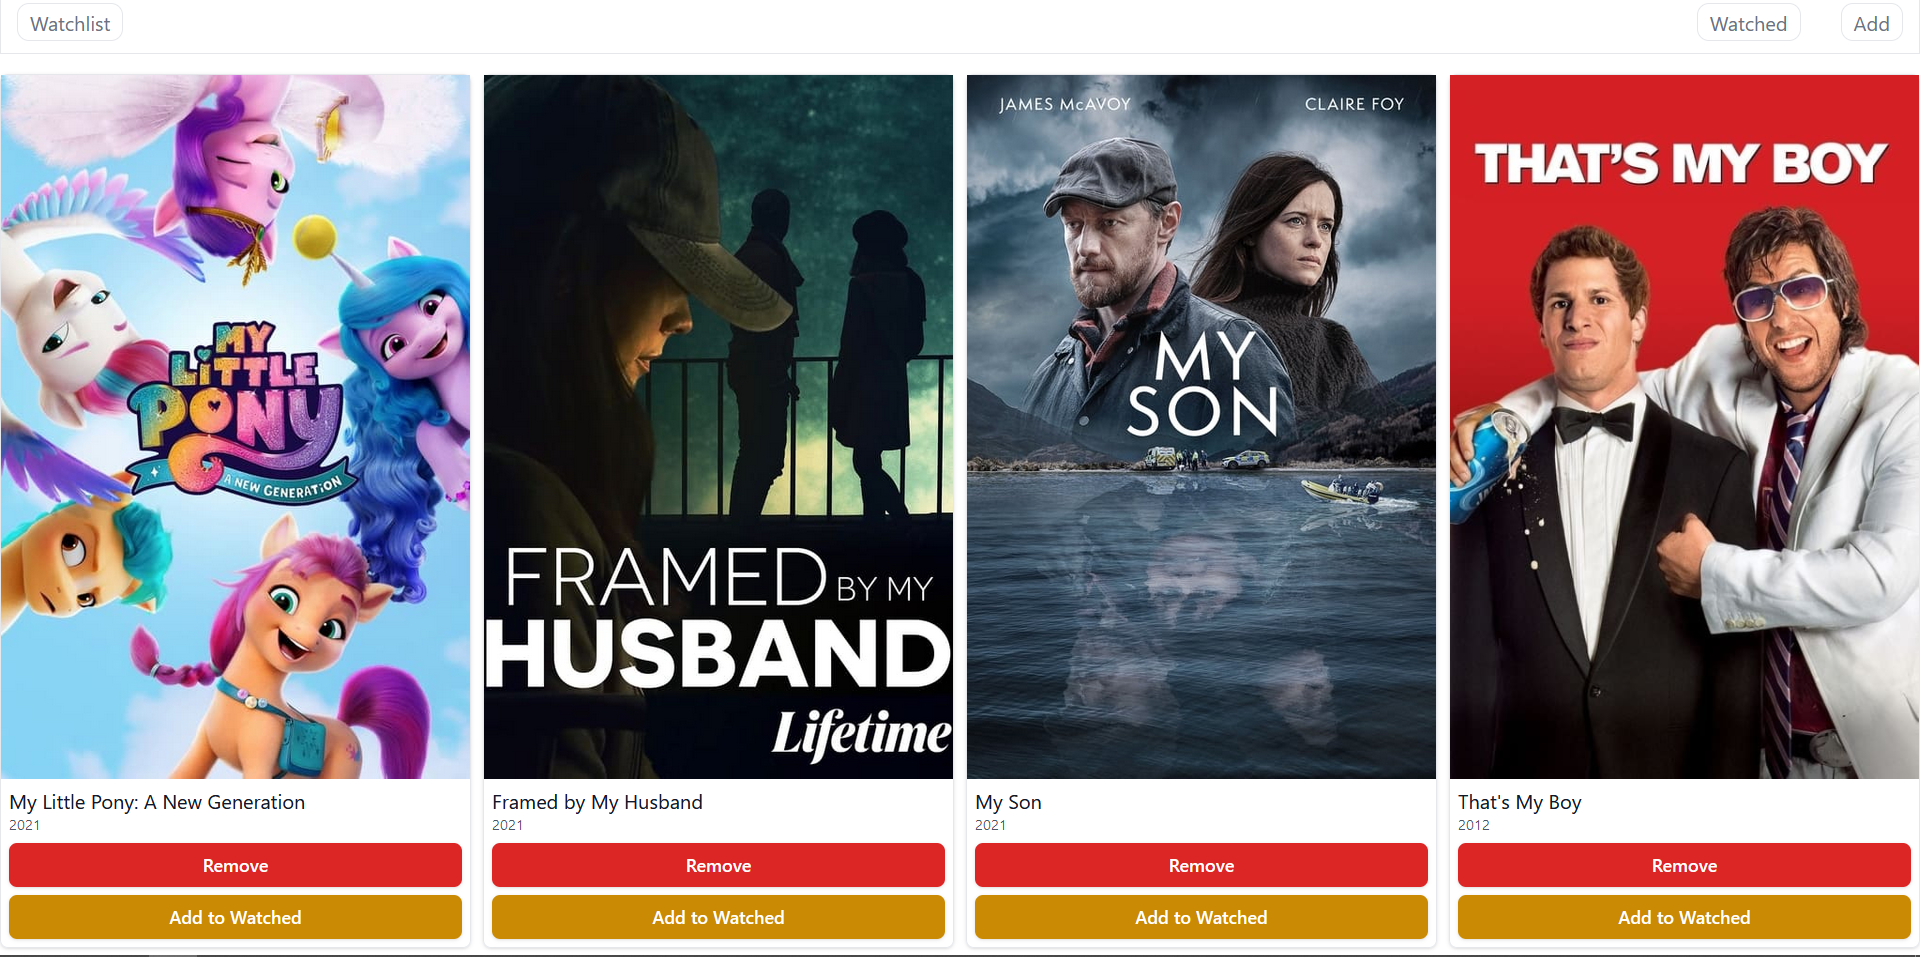 Watchlist
Watched
Add
MY
LITTLE
PONY
A NEW GENERATION
My Little Pony: A New Generation
2021
Remove
Add to Watched
FRAMED BY MY
HUSBAND
Lifetime
Framed by My Husband
2021
Remove
Add to Watched
JAMES McAVOY
CLAIRE FOY
MY
SON
My Son
2021
Remove
Add to Watched
THAT'S MY BOY
That's My Boy
2012
Remove
Add to Watched